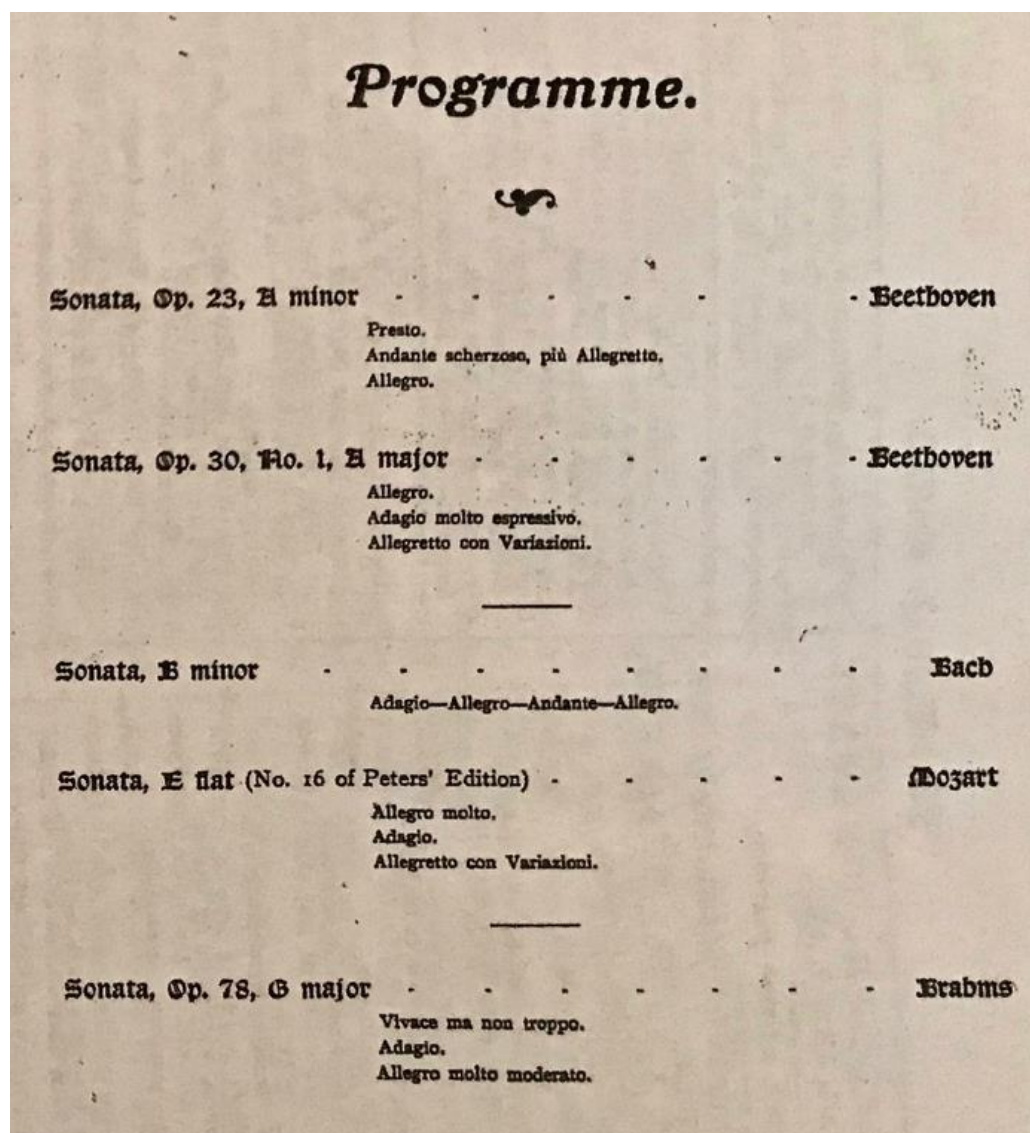 Programme.
Sonata, Op. 23, A minor - - - - - - Beethoven
Presto.
Andante scherzoso, più Allegretto.
Allegro.
Sonata, Op. 30, No. 1, A major - - - - - - Beethoven
Allegro.
Adagio molto espressivo.
Allegretto con Variazioni.
Sonata, B minor - - - - - - - - Bach
Adagio—Allegro—Andante—Allegro.
Sonata, E flat (No. 16 of Peters' Edition) - - - - - Mozart
Allegro molto.
Adagio.
Allegretto con Variazioni.
Sonata, Op. 78, G major - - - - - - - Brahms
Vivace ma non troppo.
Adagio.
Allegro molto moderato.